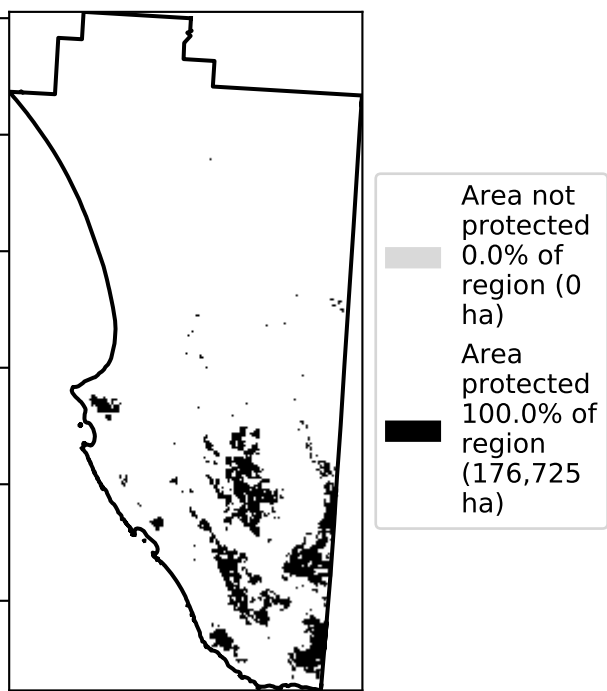 Area not
protected
0.0% of
region (0
ha)
Area
protected
100.0% of
region
(176,725
ha)